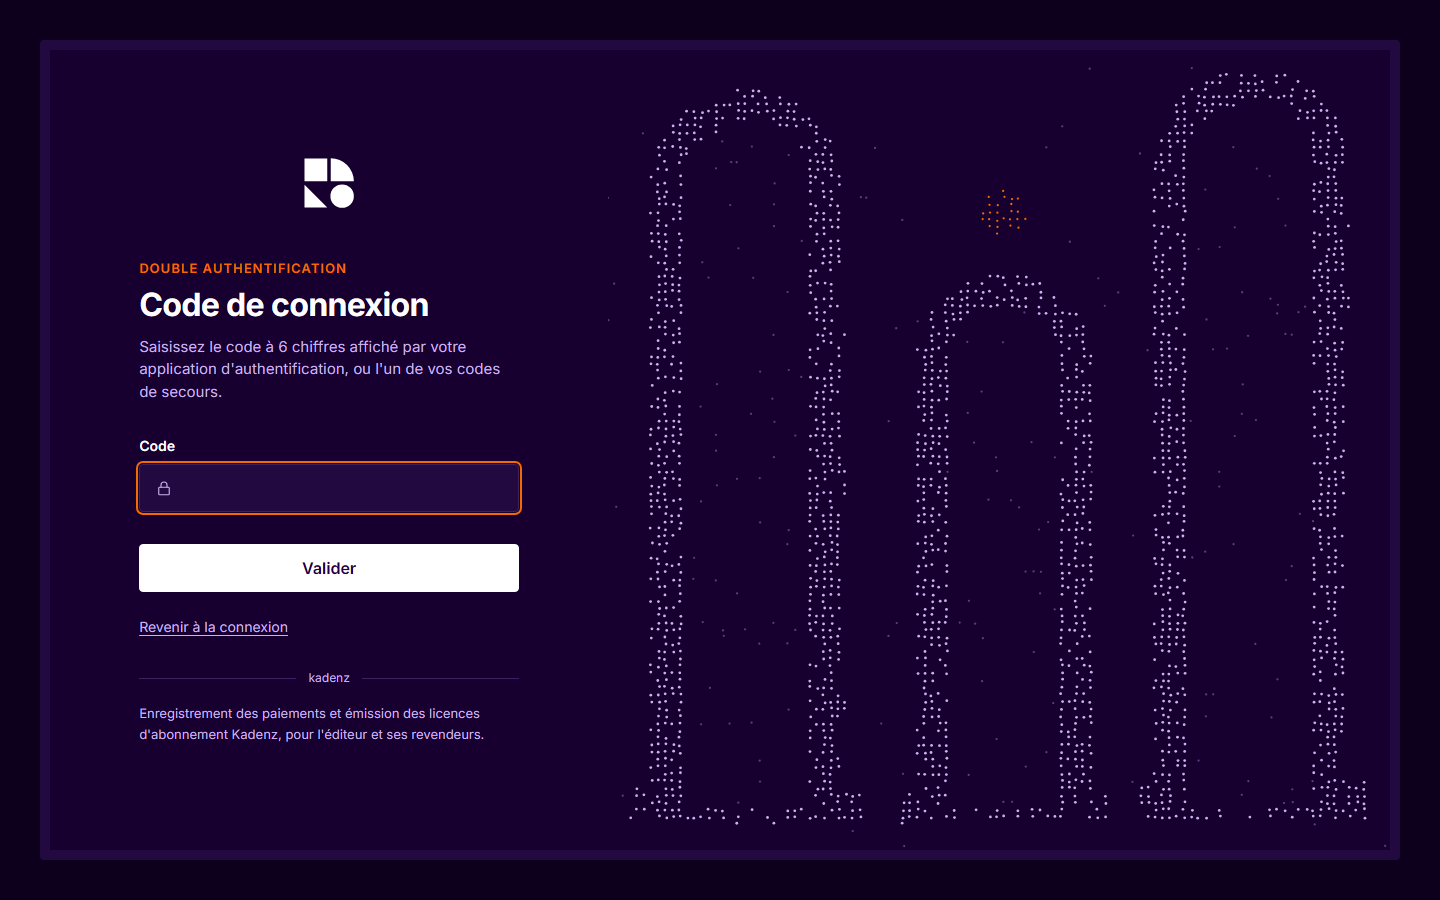 DOUBLE AUTHENTIFICATION
Code de connexion
Saisissez le code à 6 chiffres affiché par votre
application d'authentification, ou l'un de vos codes
de secours.
Code
Valider
Revenir à la connexion
kadenz
Enregistrement des paiements et émission des licences
d'abonnement Kadenz, pour l'éditeur et ses revendeurs.